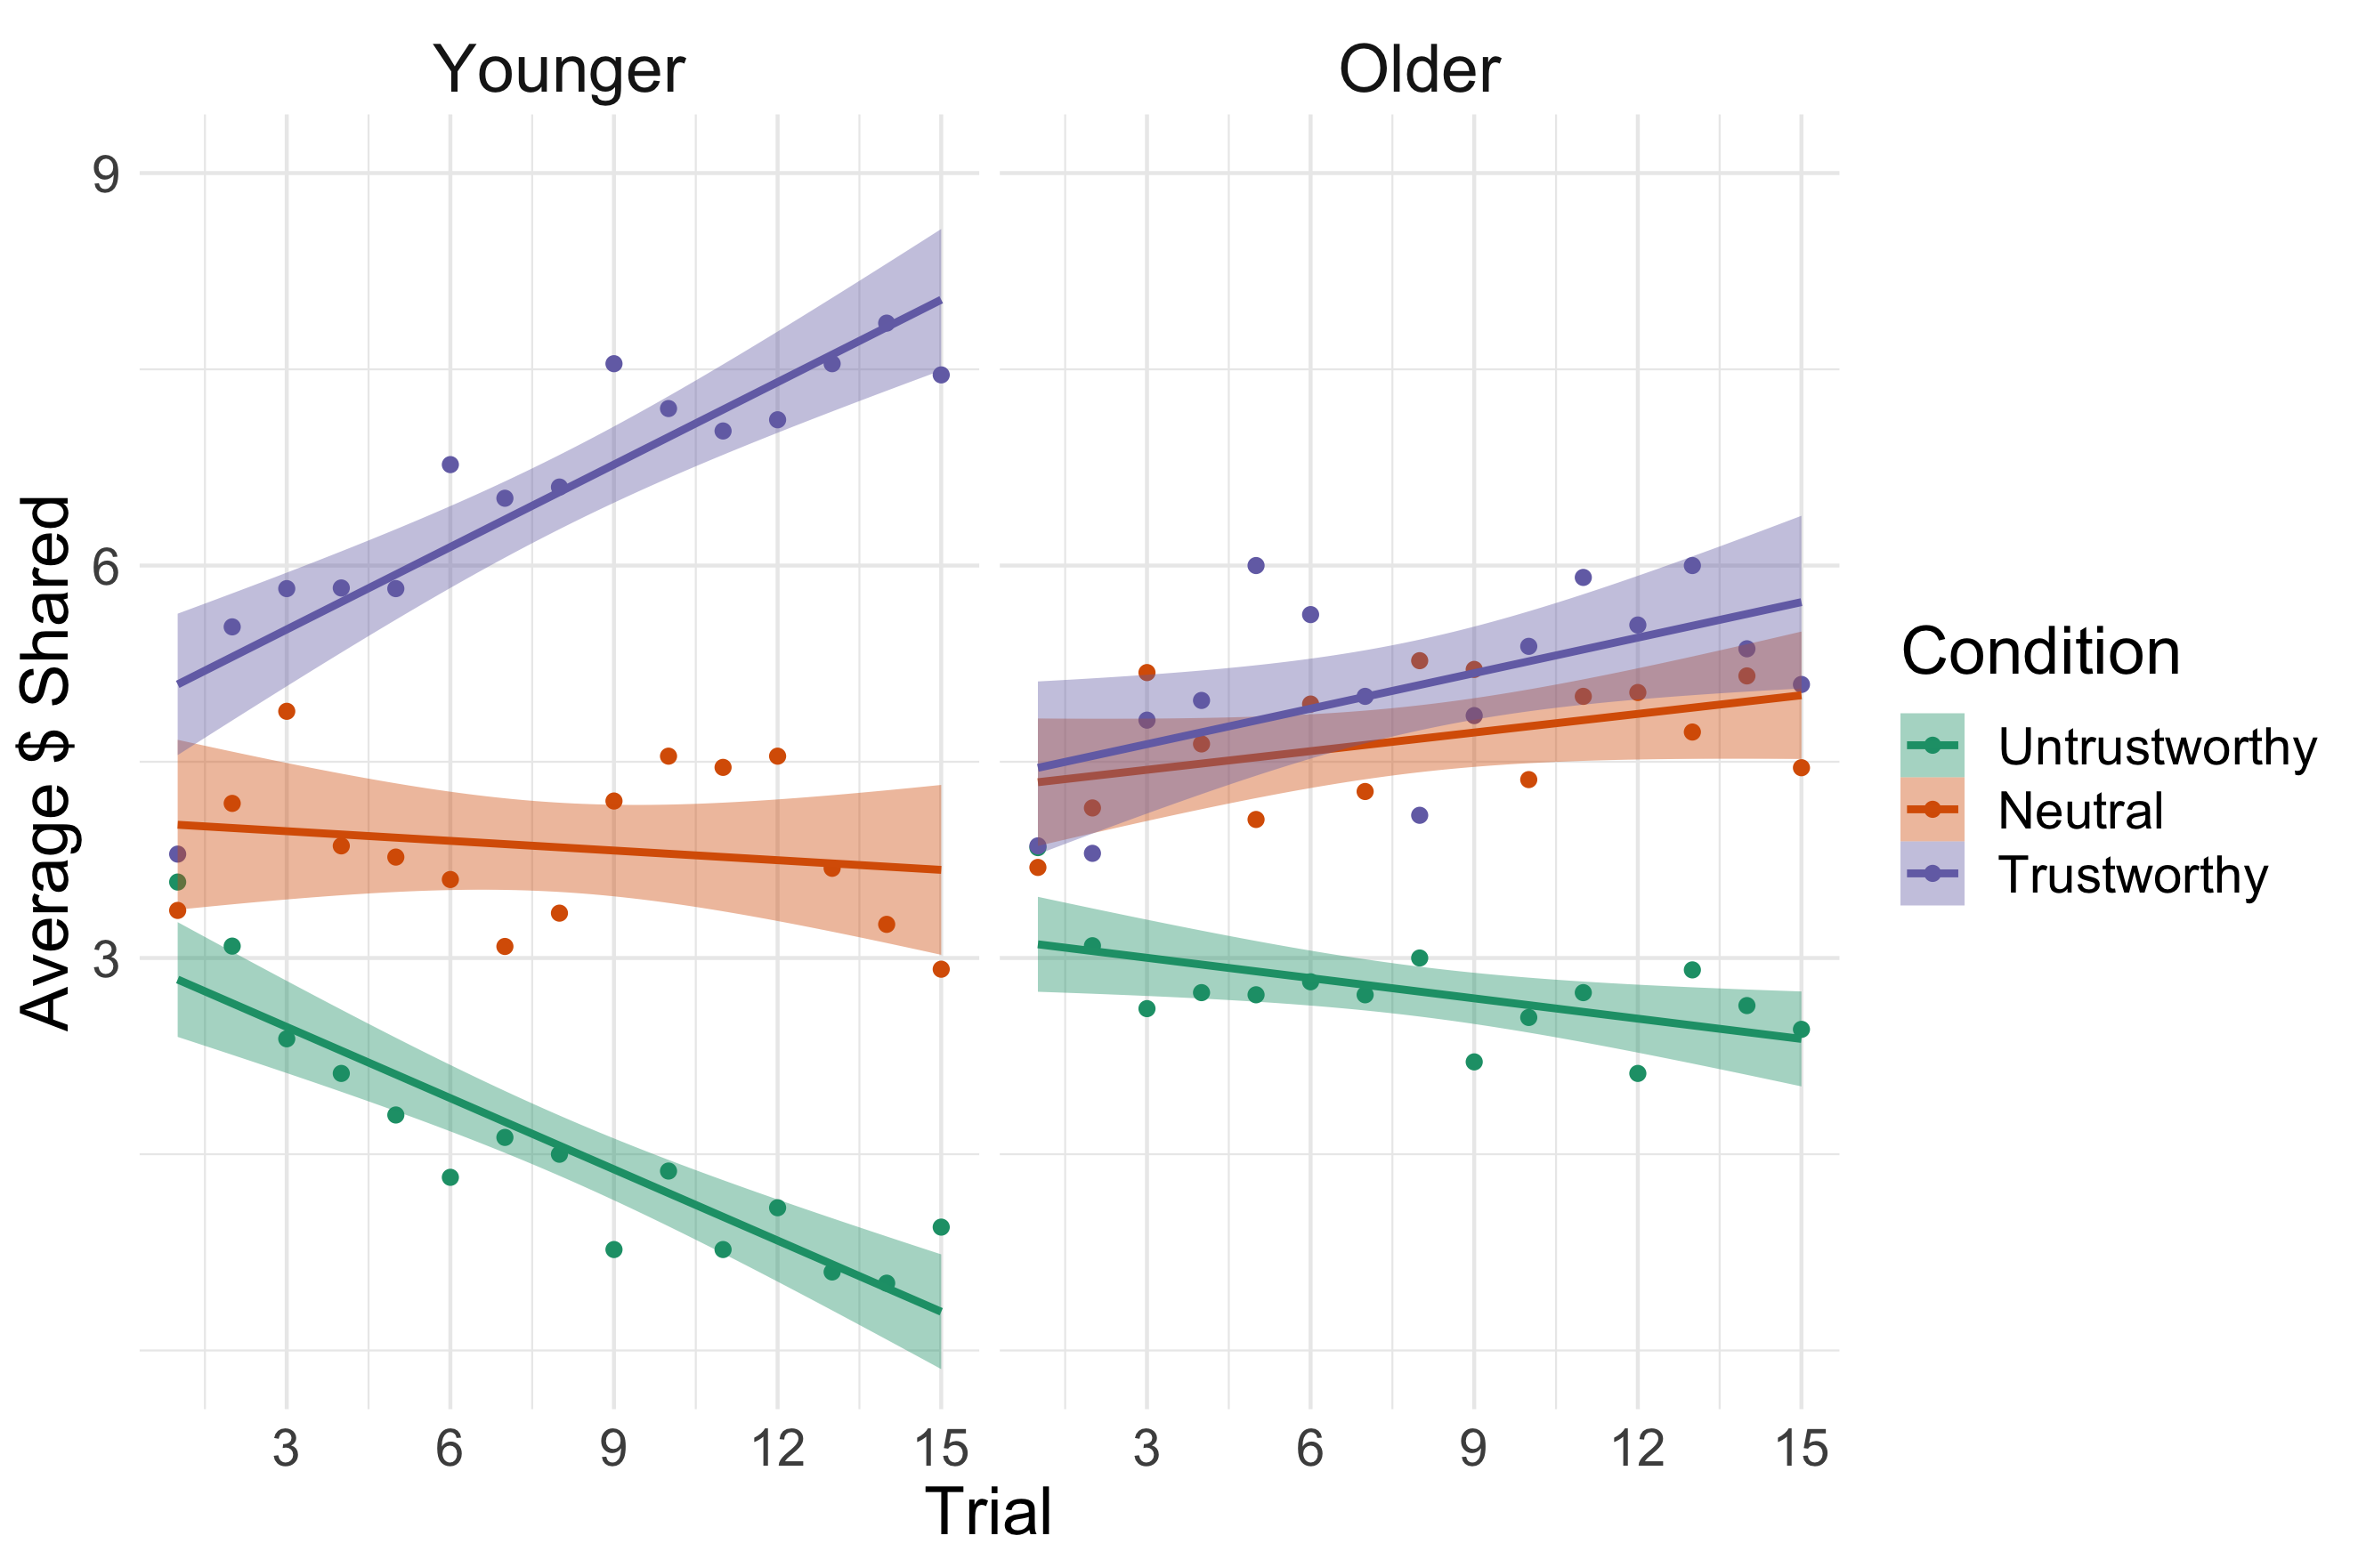 Younger
Older
Average $ Shared
9
6
3
3
6
9
12
15
3
6
9
12
15
Trial
Condition
Untrustworthy
Neutral
Trustworthy